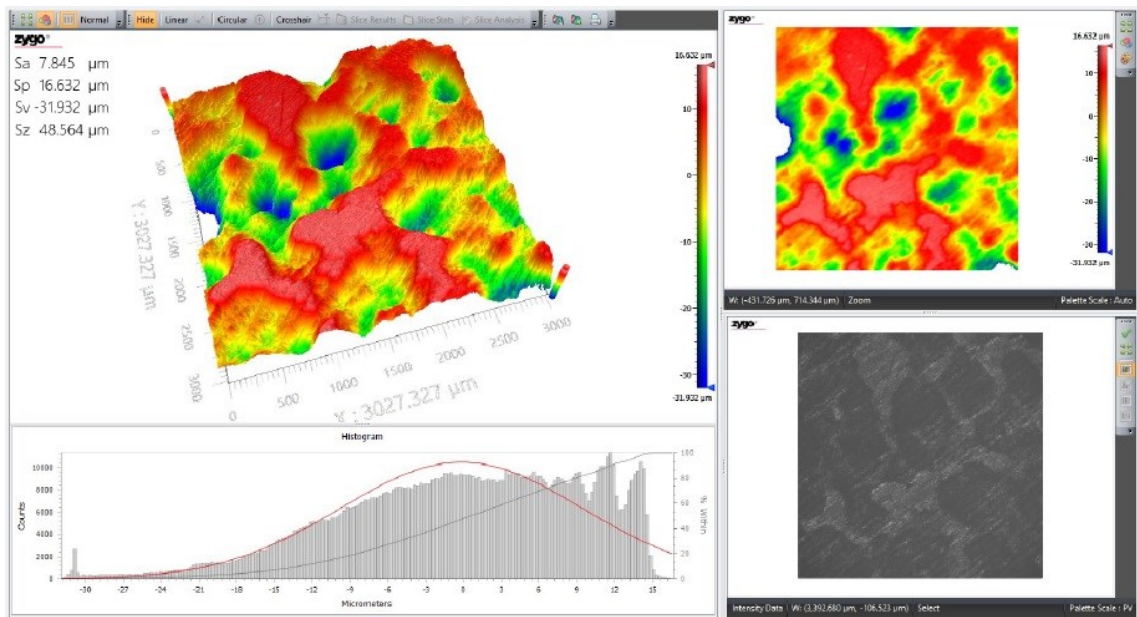 Normal Hide Linear Circular Crosshair Slice Results Slice Stats Slice Analysis
zygo
Sa 7.845 µm
Sp 16.632 µm
Sv -31.932 µm
Sz 48.564 µm
16.632 µm
10
0
-10
-20
-30
-31.932 µm
0
500
1000
1500
2000
2500
3000
Y : 3027.327 µm
0
500
1000
1500
2000
2500
3000
X : 3027.327 µm
Histogram
Counts
10000
8000
6000
4000
2000
0
100
80
60
40
20
0
% Within
-30 -27 -24 -21 -18 -15 -12 -9 -6 -3 0 3 6 9 12 15
Micrometers
zygo
16.632 µm
10
0
-10
-20
-30
-31.932 µm
W: (-431.726 µm, 714.344 µm) Zoom Palette Scale : Auto
zygo
Intensity Data W: (3,392.680 µm, -106.523 µm) Select Palette Scale : PV